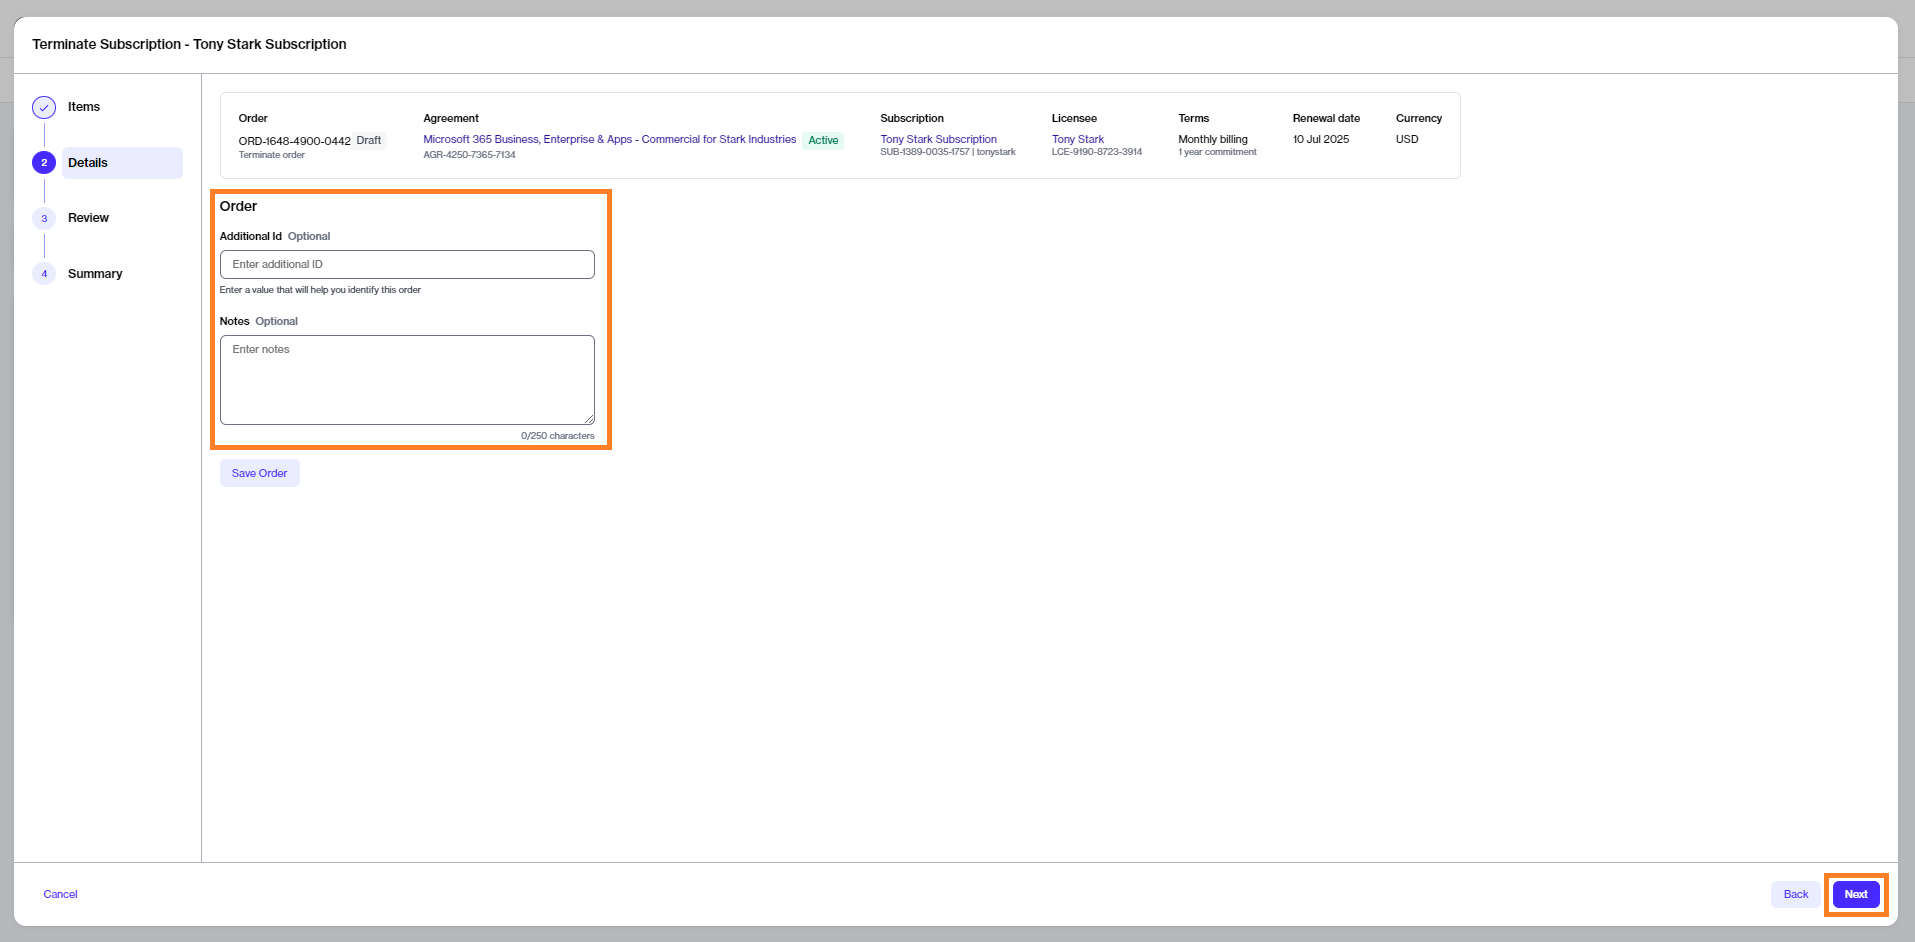 Terminate Subscription - Tony Stark Subscription
Items
2 Details
3 Review
4 Summary
Order Agreement Subscription Licensee Terms Renewal date Currency
ORD-1648-4900-0442 Draft Microsoft 365 Business, Enterprise & Apps - Commercial for Stark Industries Active Tony Stark Subscription Tony Stark Monthly billing 10 Jul 2025 USD
Terminate order AGR-4250-7365-7134 SUB-1389-0035-1757 | tonystark LCE-9190-8723-3914 1 year commitment
Order
Additional Id Optional
Enter additional ID
Enter a value that will help you identify this order
Notes Optional
Enter notes
0/250 characters
Save Order
Cancel Back Next